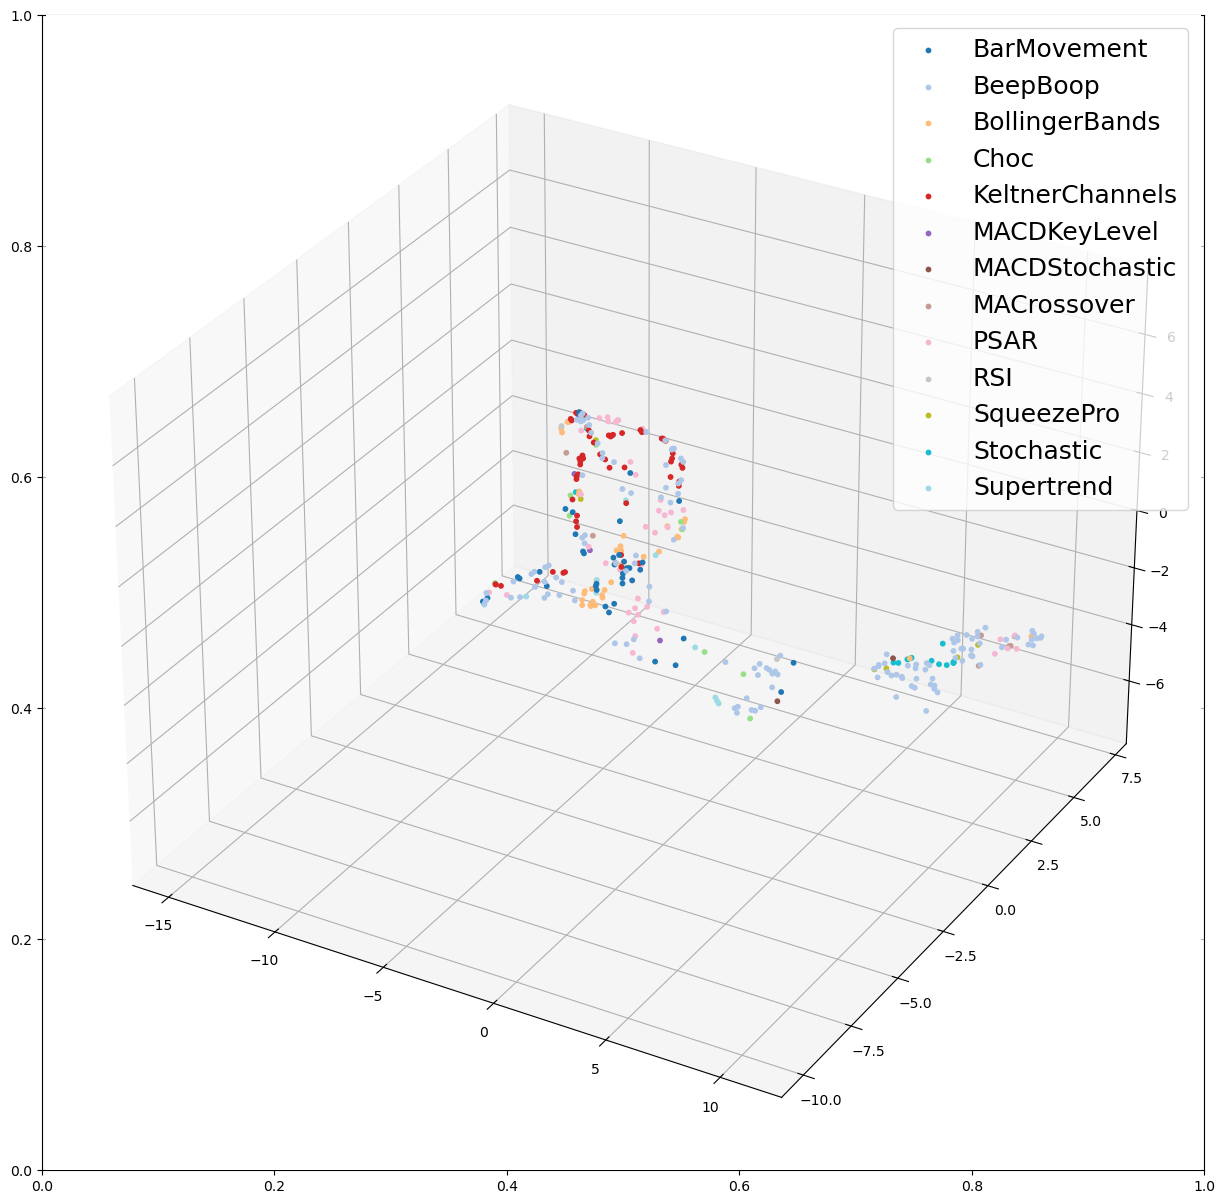 1.0
0.8
0.6
0.4
0.2
0.0
0.0
0.2
0.4
0.6
0.8
1.0
BarMovement
BeepBoop
BollingerBands
Choc
KeltnerChannels
MACDKeyLevel
MACDStochastic
MACrossover
PSAR
RSI
SqueezePro
Stochastic
Supertrend
6
4
2
0
−2
−4
−6
7.5
5.0
2.5
0.0
−2.5
−5.0
−7.5
−10.0
−15
−10
−5
0
5
10